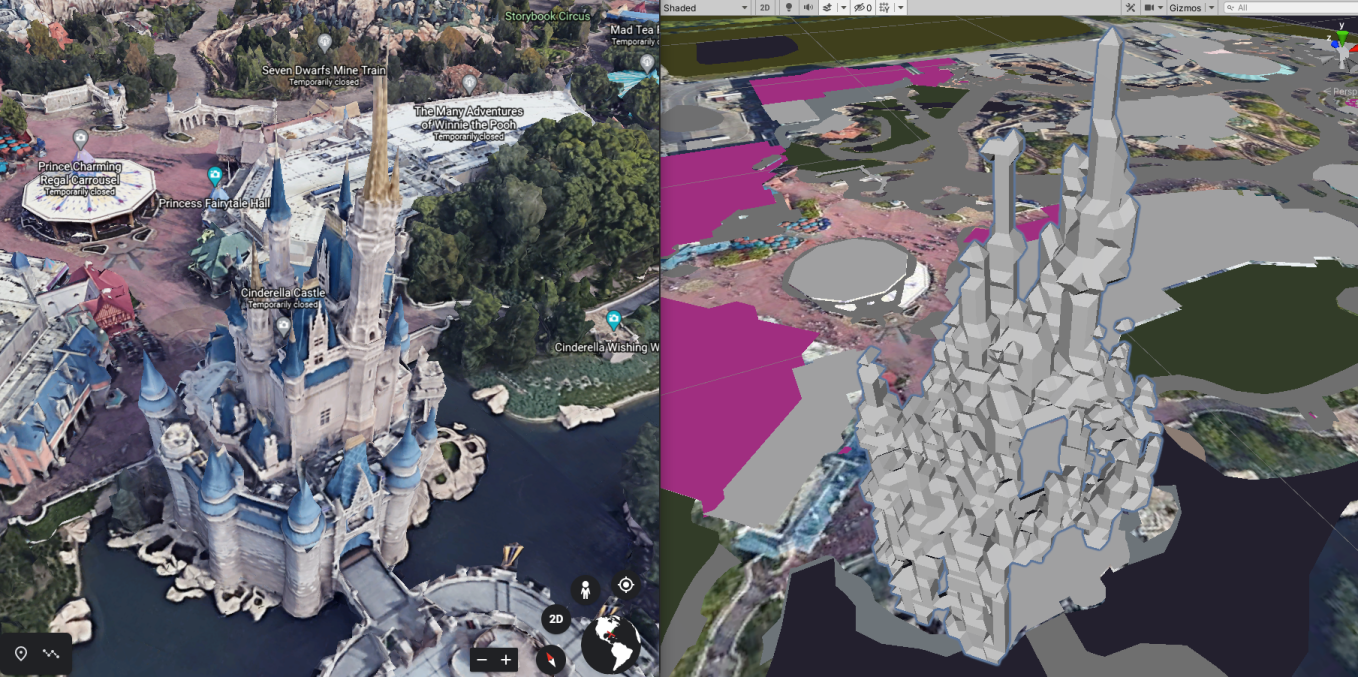 Storybook Circus
Mad Tea
Temporarily
Seven Dwarfs Mine Train
Temporarily closed
The Many Adventures
of Winnie the Pooh
Temporarily closed
Prince Charming
Regal Carrousel
Temporarily closed
Princess Fairytale Hall
Cinderella Castle
Temporarily closed
Cinderella Wishing W
2D
Shaded
2D
0
Gizmos
All
y
z
Persp